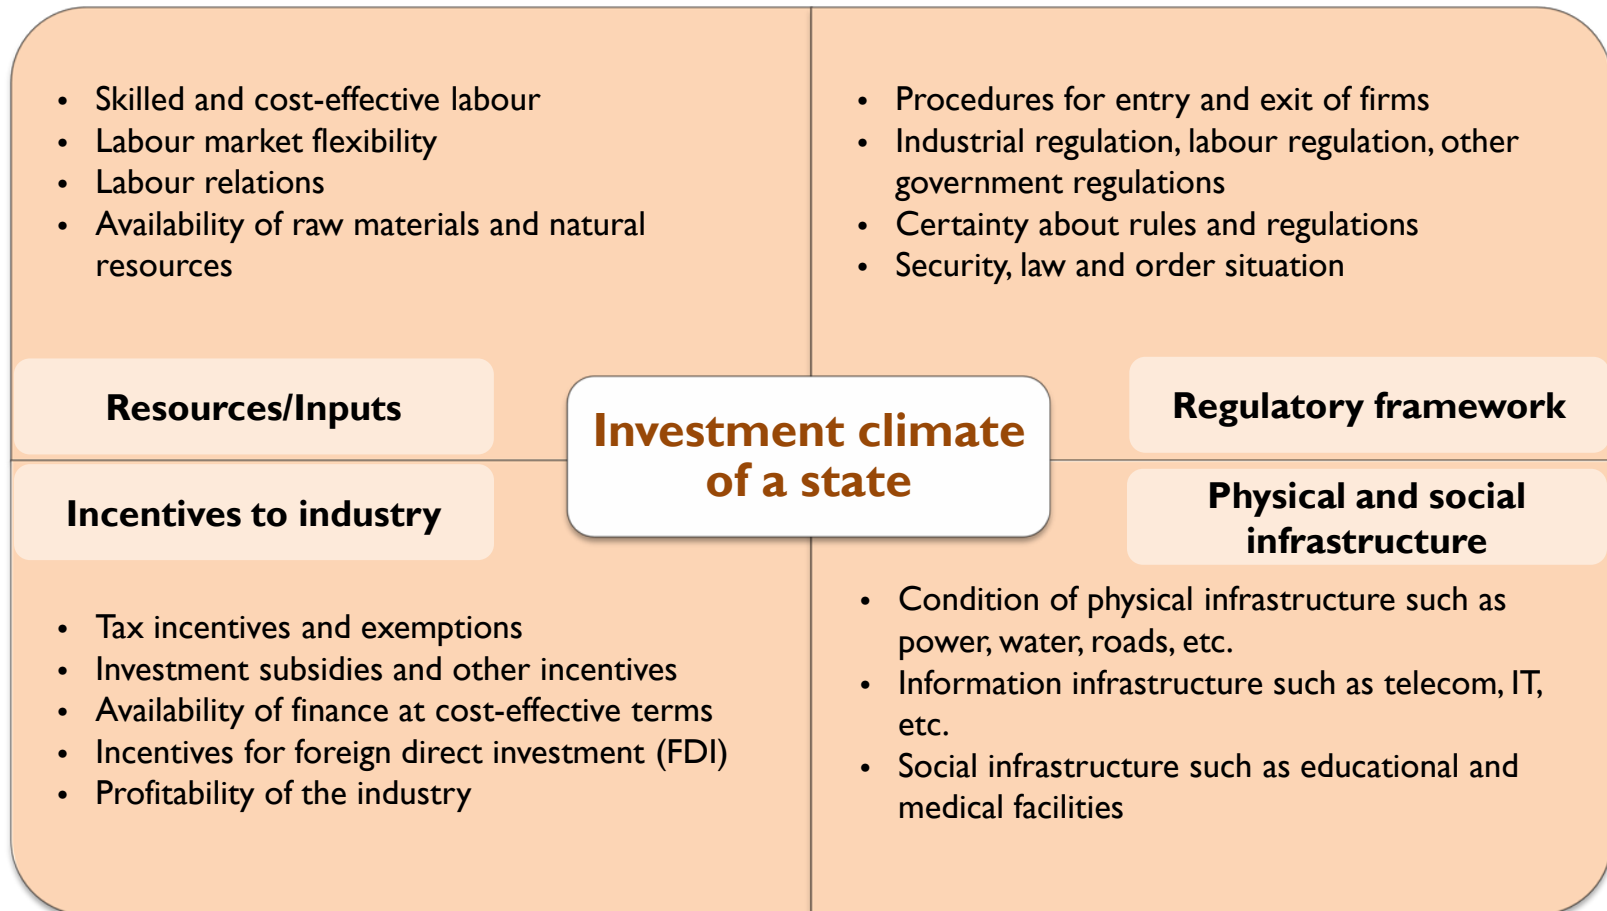 • Skilled and cost-effective labour
• Labour market flexibility
• Labour relations
• Availability of raw materials and natural
resources
Resources/Inputs
• Procedures for entry and exit of firms
• Industrial regulation, labour regulation, other
government regulations
• Certainty about rules and regulations
• Security, law and order situation
Regulatory framework
Investment climate
of a state
Incentives to industry
• Tax incentives and exemptions
• Investment subsidies and other incentives
• Availability of finance at cost-effective terms
• Incentives for foreign direct investment (FDI)
• Profitability of the industry
Physical and social
infrastructure
• Condition of physical infrastructure such as
power, water, roads, etc.
• Information infrastructure such as telecom, IT,
etc.
• Social infrastructure such as educational and
medical facilities